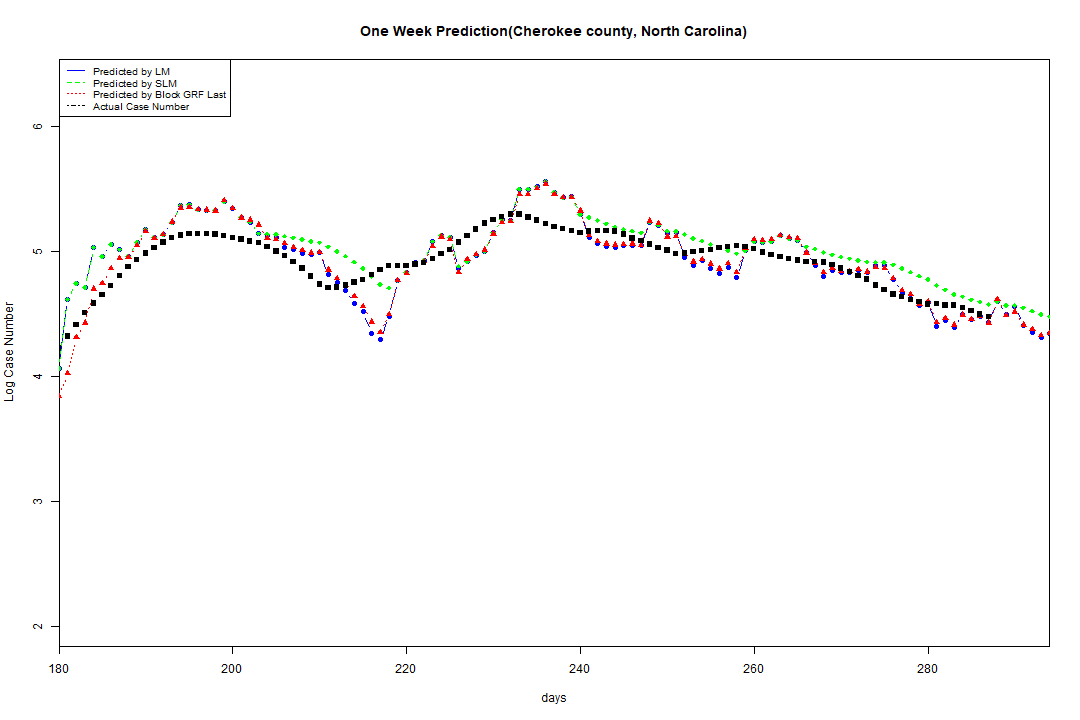 One Week Prediction(Cherokee county, North Carolina)
Predicted by LM
Predicted by SLM
Predicted by Block GRF Last
Actual Case Number
6
5
4
3
2
Log Case Number
180 200 220 240 260 280
days